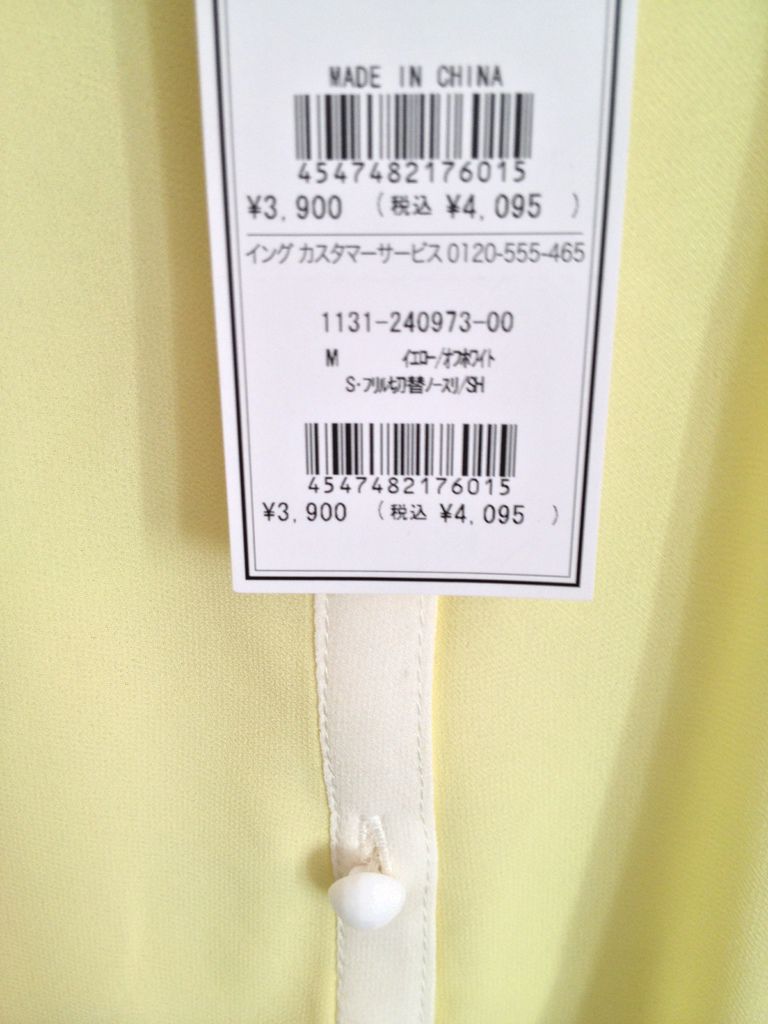 MADE IN CHINA
4547482176015
¥3,900 (税込 ¥4,095 )
イング カスタマーサービス 0120-555-465
1131-240973-00
M イエロー/オフホワイト
S・フリル切替ノースリ/SH
4547482176015
¥3,900 (税込 ¥4,095 )